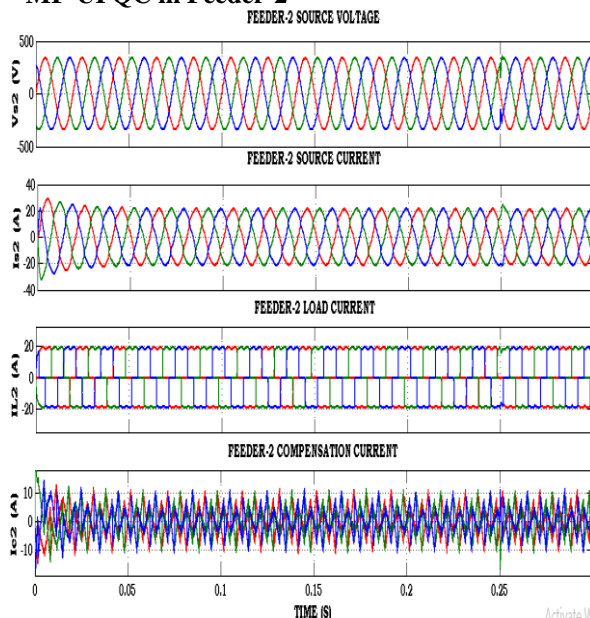 MP-UPQC in Feeder-2
FEEDER-2 SOURCE VOLTAGE
500
0
-500
Vs2 (V)
FEEDER-2 SOURCE CURRENT
40
20
0
-20
-40
Is2 (A)
FEEDER-2 LOAD CURRENT
20
0
-20
IL2 (A)
FEEDER-2 COMPENSATION CURRENT
10
0
-10
Ic2 (A)
0 0.05 0.1 0.15 0.2 0.25
TIME (S)
Activate W